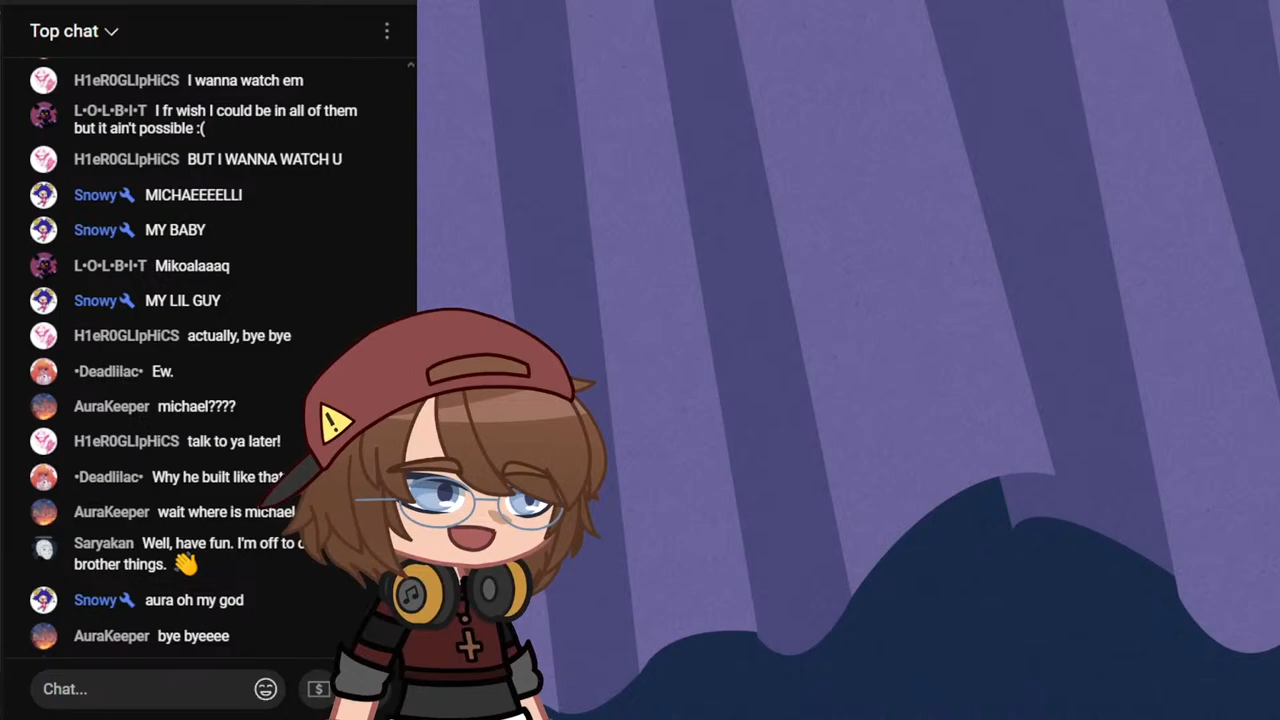 Top chat
H1eR0GLIpHiCS I wanna watch em
L•O•L•B•I•T I fr wish I could be in all of them
but it ain't possible :(
H1eR0GLIpHiCS BUT I WANNA WATCH U
Snowy MICHAEEEELLI
Snowy MY BABY
L•O•L•B•I•T Mikoalaaaq
Snowy MY LIL GUY
H1eR0GLIpHiCS actually, bye bye
•Deadlilac• Ew.
AuraKeeper michael????
H1eR0GLIpHiCS talk to ya later!
•Deadlilac• Why he built like that
AuraKeeper wait where is michael
Saryakan Well, have fun. I'm off to
brother things. 👋
Snowy aura oh my god
AuraKeeper bye byeeee
Chat...
$